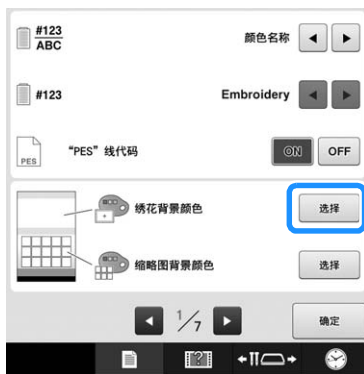 #123
ABC
颜色名称
#123
Embroidery
PES
“PES”线代码
ON
OFF
绣花背景颜色
选择
缩略图背景颜色
选择
1/7
确定
?